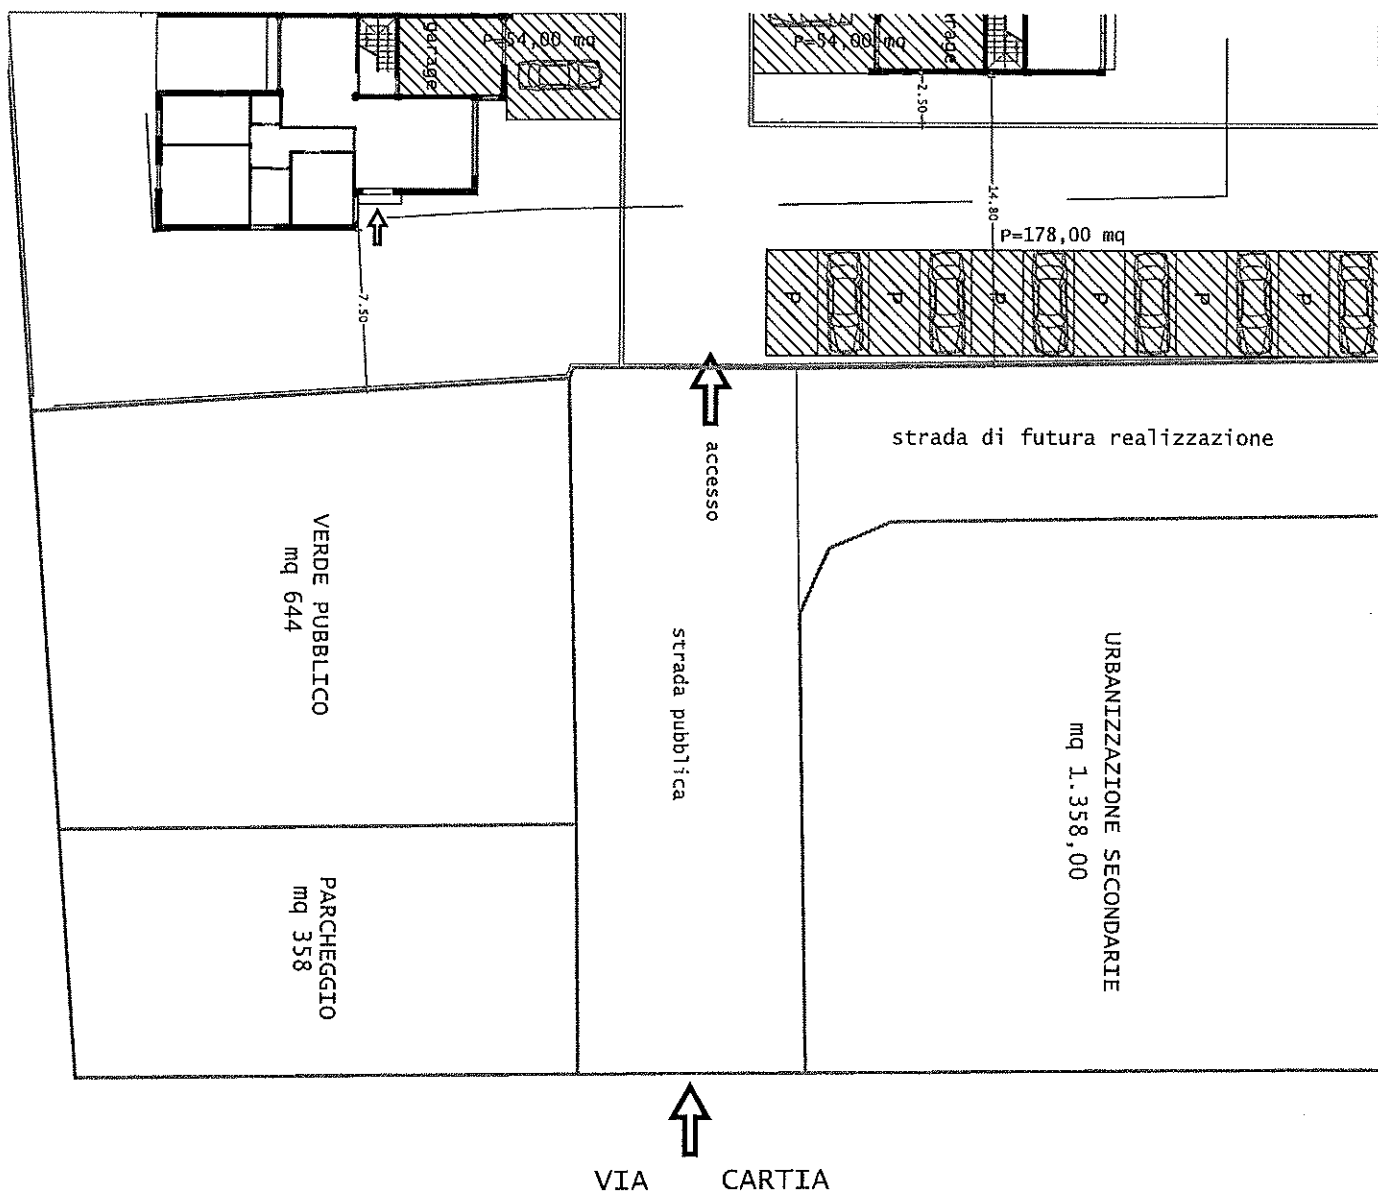 garage
P=54,00 mq
P=54,00 mq
rage
2.50
14.80
P=178,00 mq
7.50
P
P
P
P
P
P
accesso
strada di futura realizzazione
VERDE PUBBLICO
mq 644
strada pubblica
URBANIZZAZIONE SECONDARIE
mq 1.358,00
PARCHEGGIO
mq 358
VIA CARTIA